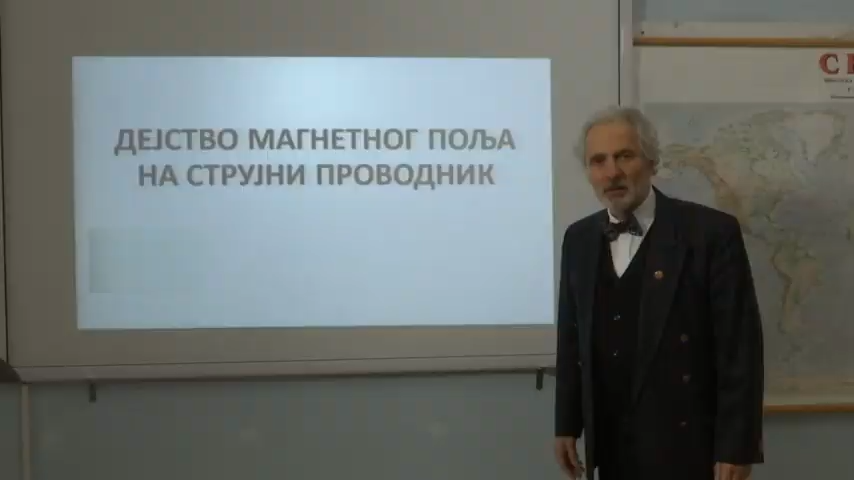 ДЕЈСТВО МАГНЕТНОГ ПОЉА
НА СТРУЈНИ ПРОВОДНИК